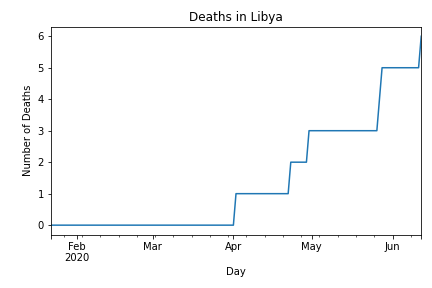 Deaths in Libya
Number of Deaths
6
5
4
3
2
1
0
Feb
2020
Mar
Apr
May
Jun
Day